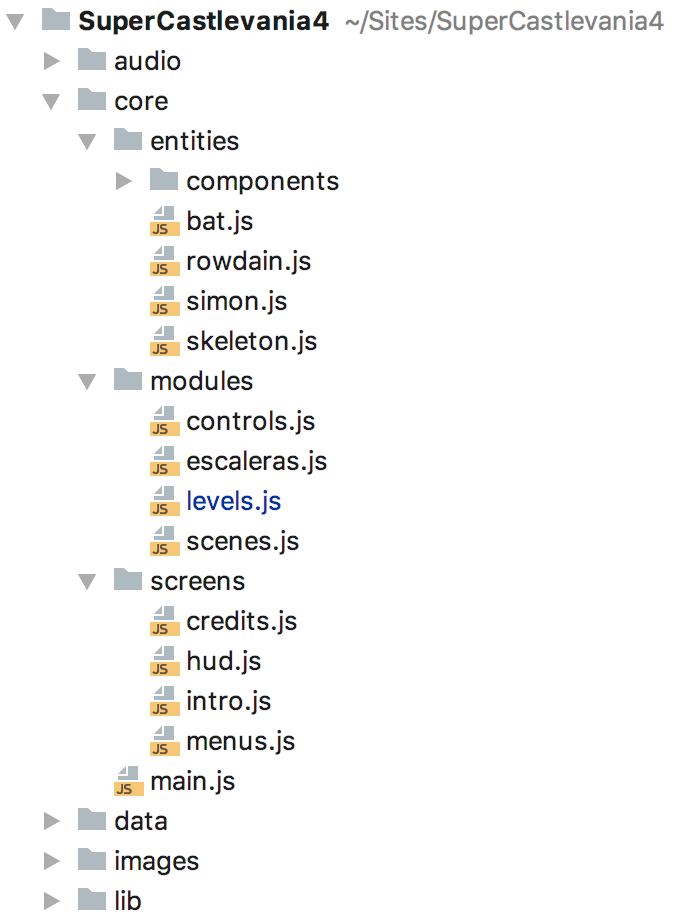 SuperCastlevania4 ~/Sites/SuperCastlevania4
audio
core
entities
components
JS bat.js
JS rowdain.js
JS simon.js
JS skeleton.js
modules
JS controls.js
JS escaleras.js
JS levels.js
JS scenes.js
screens
JS credits.js
JS hud.js
JS intro.js
JS menus.js
JS main.js
data
images
lib